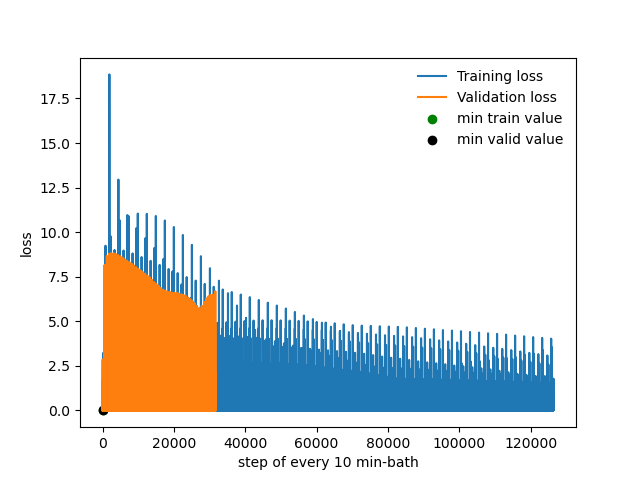 Training loss
Validation loss
min train value
min valid value
17.5
15.0
12.5
10.0
7.5
5.0
2.5
0.0
loss
0 20000 40000 60000 80000 100000 120000
step of every 10 min-bath